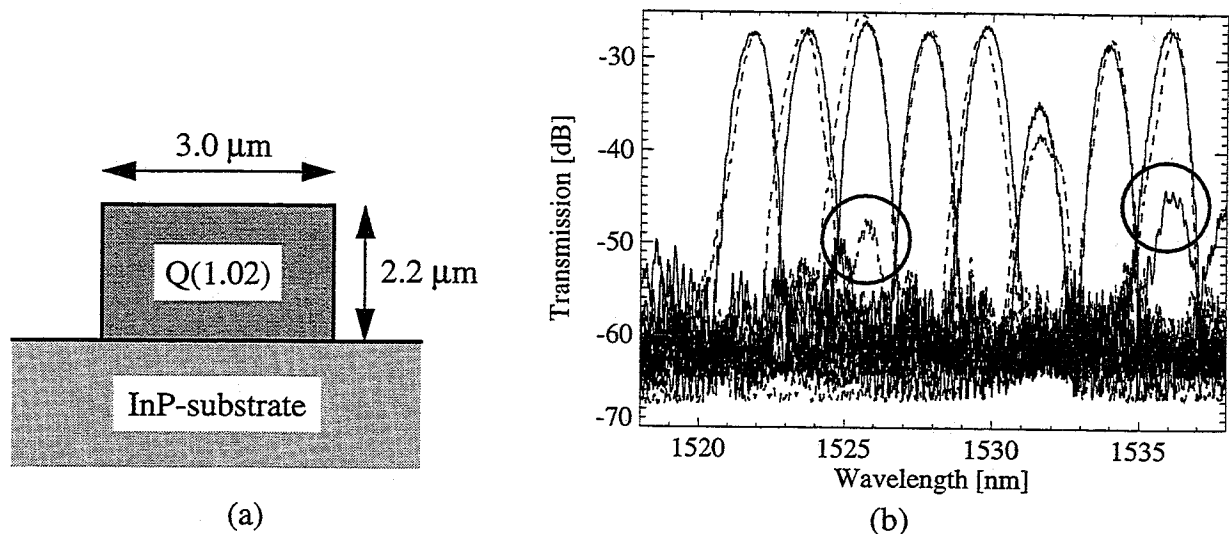 3.0 μm
Q(1.02)
2.2 μm
InP-substrate
(a)
Transmission [dB]
-30
-40
-50
-60
-70
1520
1525
1530
1535
Wavelength [nm]
(b)